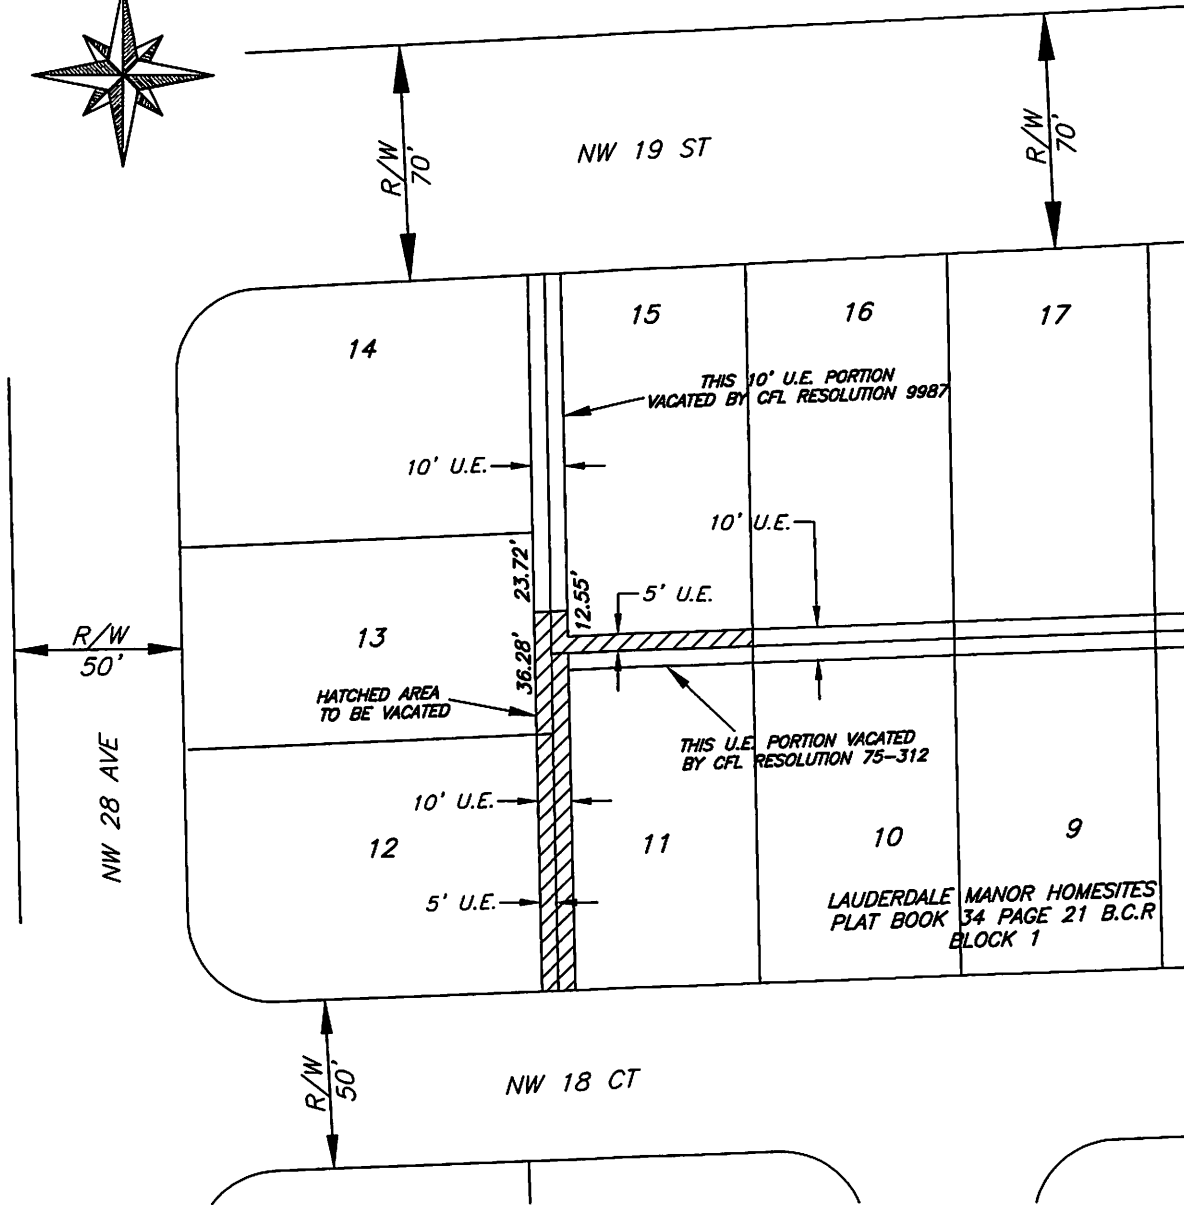 R/W
70'
NW 19 ST
R/W
70'
14
15
16
17
THIS 10' U.E. PORTION
VACATED BY CFL RESOLUTION 9987
10' U.E.
10' U.E.
23.72'
12.55'
5' U.E.
R/W
50'
13
36.28'
HATCHED AREA
TO BE VACATED
THIS U.E. PORTION VACATED
BY CFL RESOLUTION 75-312
NW 28 AVE
10' U.E.
12
11
10
9
5' U.E.
LAUDERDALE MANOR HOMESITES
PLAT BOOK 34 PAGE 21 B.C.R
BLOCK 1
R/W
50'
NW 18 CT